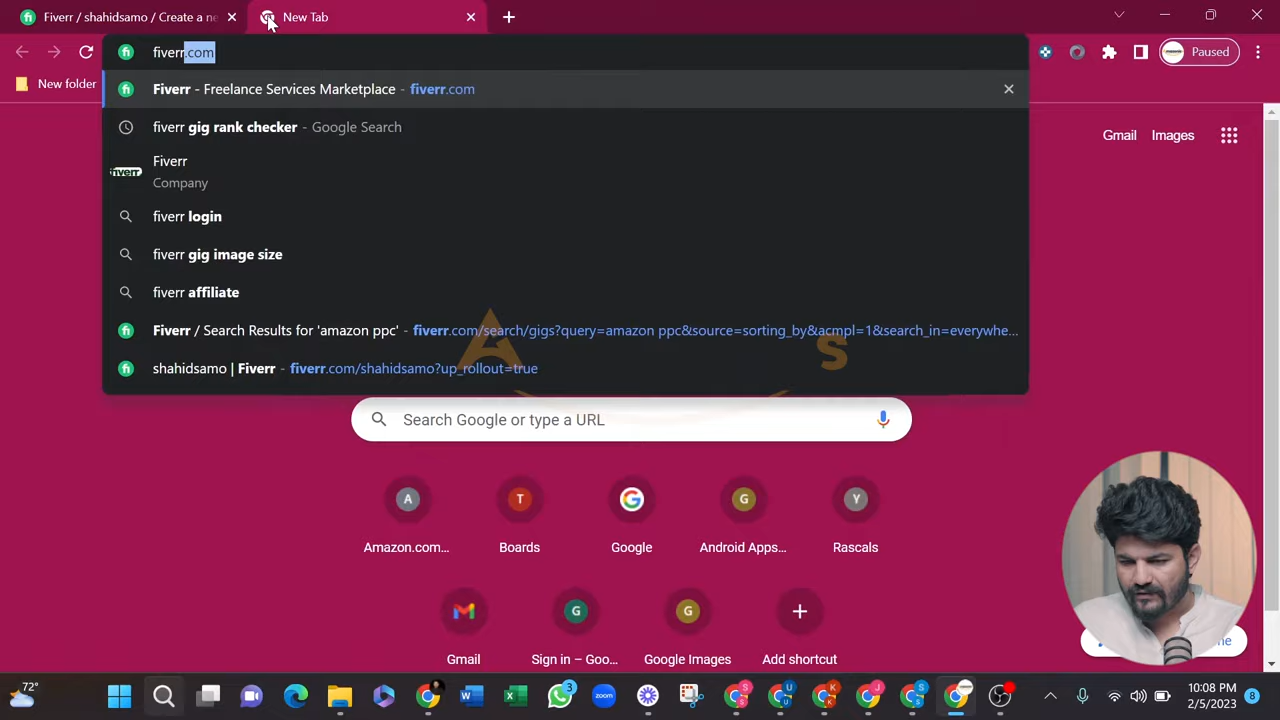 Fiverr / shahidsamo / Create a ne
New Tab
fiverr.com
Paused
New folder
Fiverr - Freelance Services Marketplace - fiverr.com
fiverr gig rank checker - Google Search
Gmail
Images
fiverr
Fiverr
Company
fiverr login
fiverr gig image size
fiverr affiliate
Fiverr / Search Results for 'amazon ppc' - fiverr.com/search/gigs?query=amazon ppc&source=sorting_by&acmpl=1&search_in=everywhe...
shahidsamo | Fiverr - fiverr.com/shahidsamo?up_rollout=true
A S
Search Google or type a URL
A
T
G
Y
Amazon.com...
Boards
Google
Android Apps...
Rascals
G
G
Gmail
Sign in – Goo...
Google Images
Add shortcut
72°
3
zoom
10:08 PM
2/5/2023
8